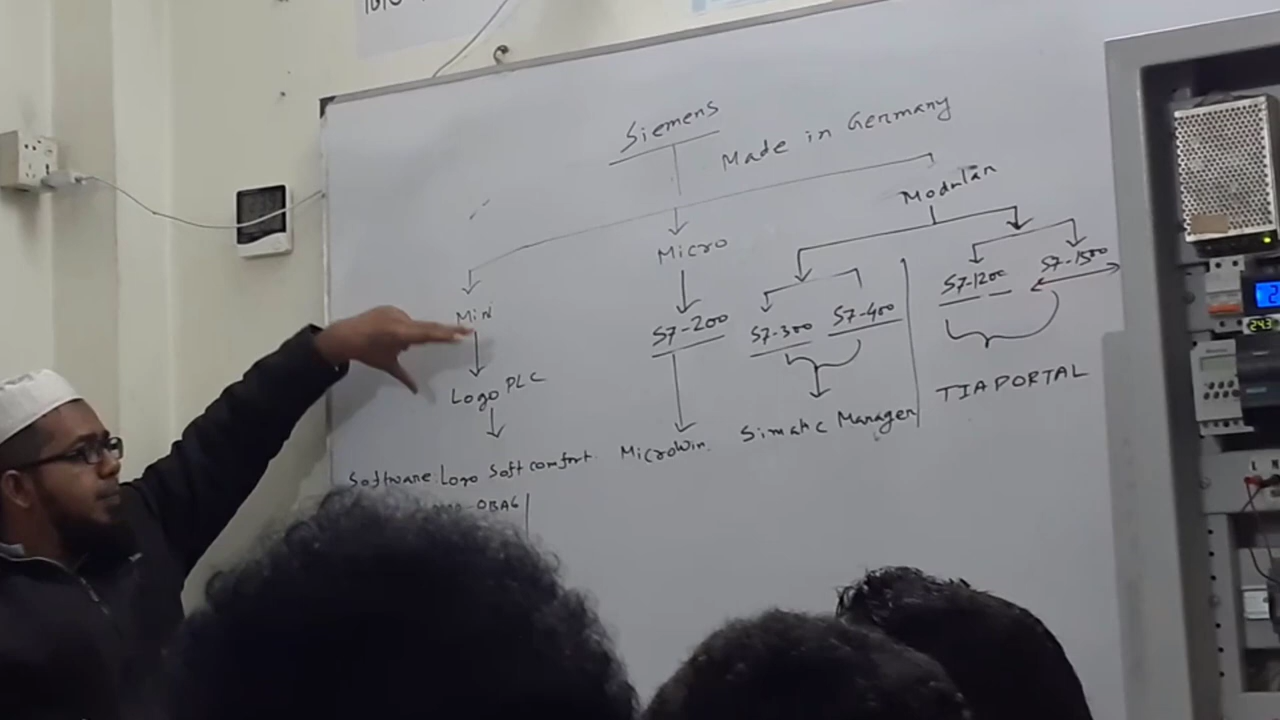 Siemens
Made in Germany
Modular
Micro
Mini
S7-200
S7-300
S7-400
S7-1200
S7-1500
Logo PLC
TIA PORTAL
Software: Logo Soft comfort.
MicroWin.
Simatic Manager
-OBA6
L N
243